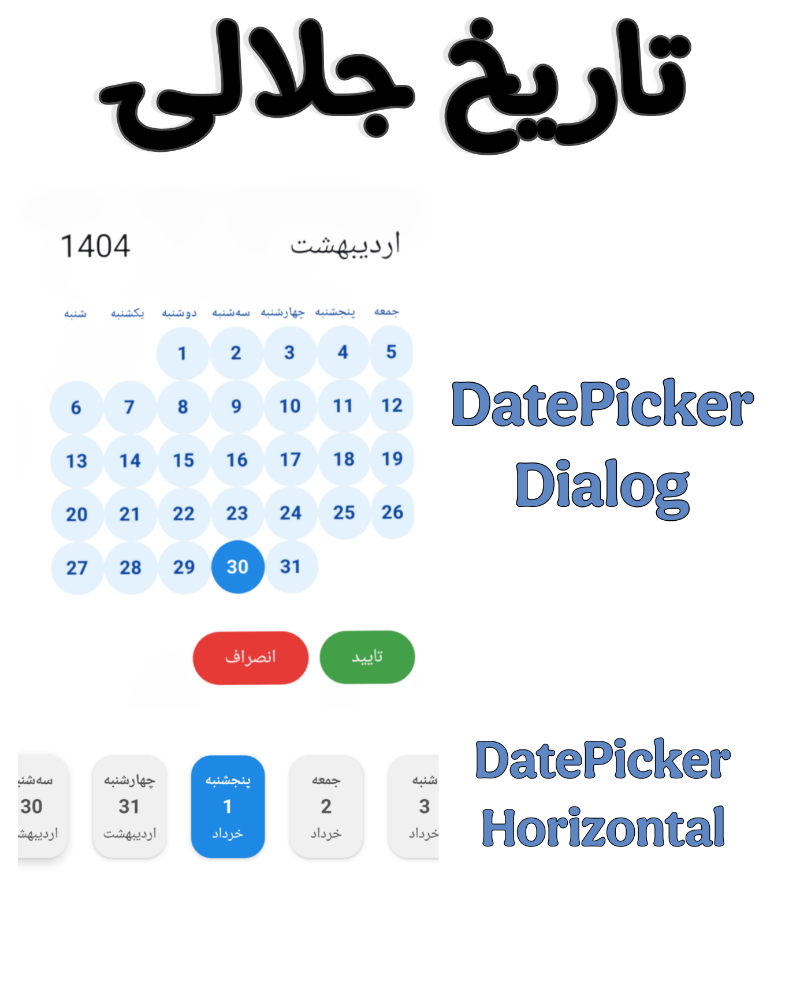 تاریخ جلالی
اردیبهشت 1404
شنبه یکشنبه دوشنبه سه‌شنبه چهارشنبه پنجشنبه جمعه
1 2 3 4 5
6 7 8 9 10 11 12
13 14 15 16 17 18 19
20 21 22 23 24 25 26
27 28 29 30 31
انصراف تایید
DatePicker
Dialog
سه‌شنب چهارشنبه پنجشنبه جمعه شنبه
30 31 1 2 3
اردیبهش اردیبهشت خرداد خرداد خرداد
DatePicker
Horizontal